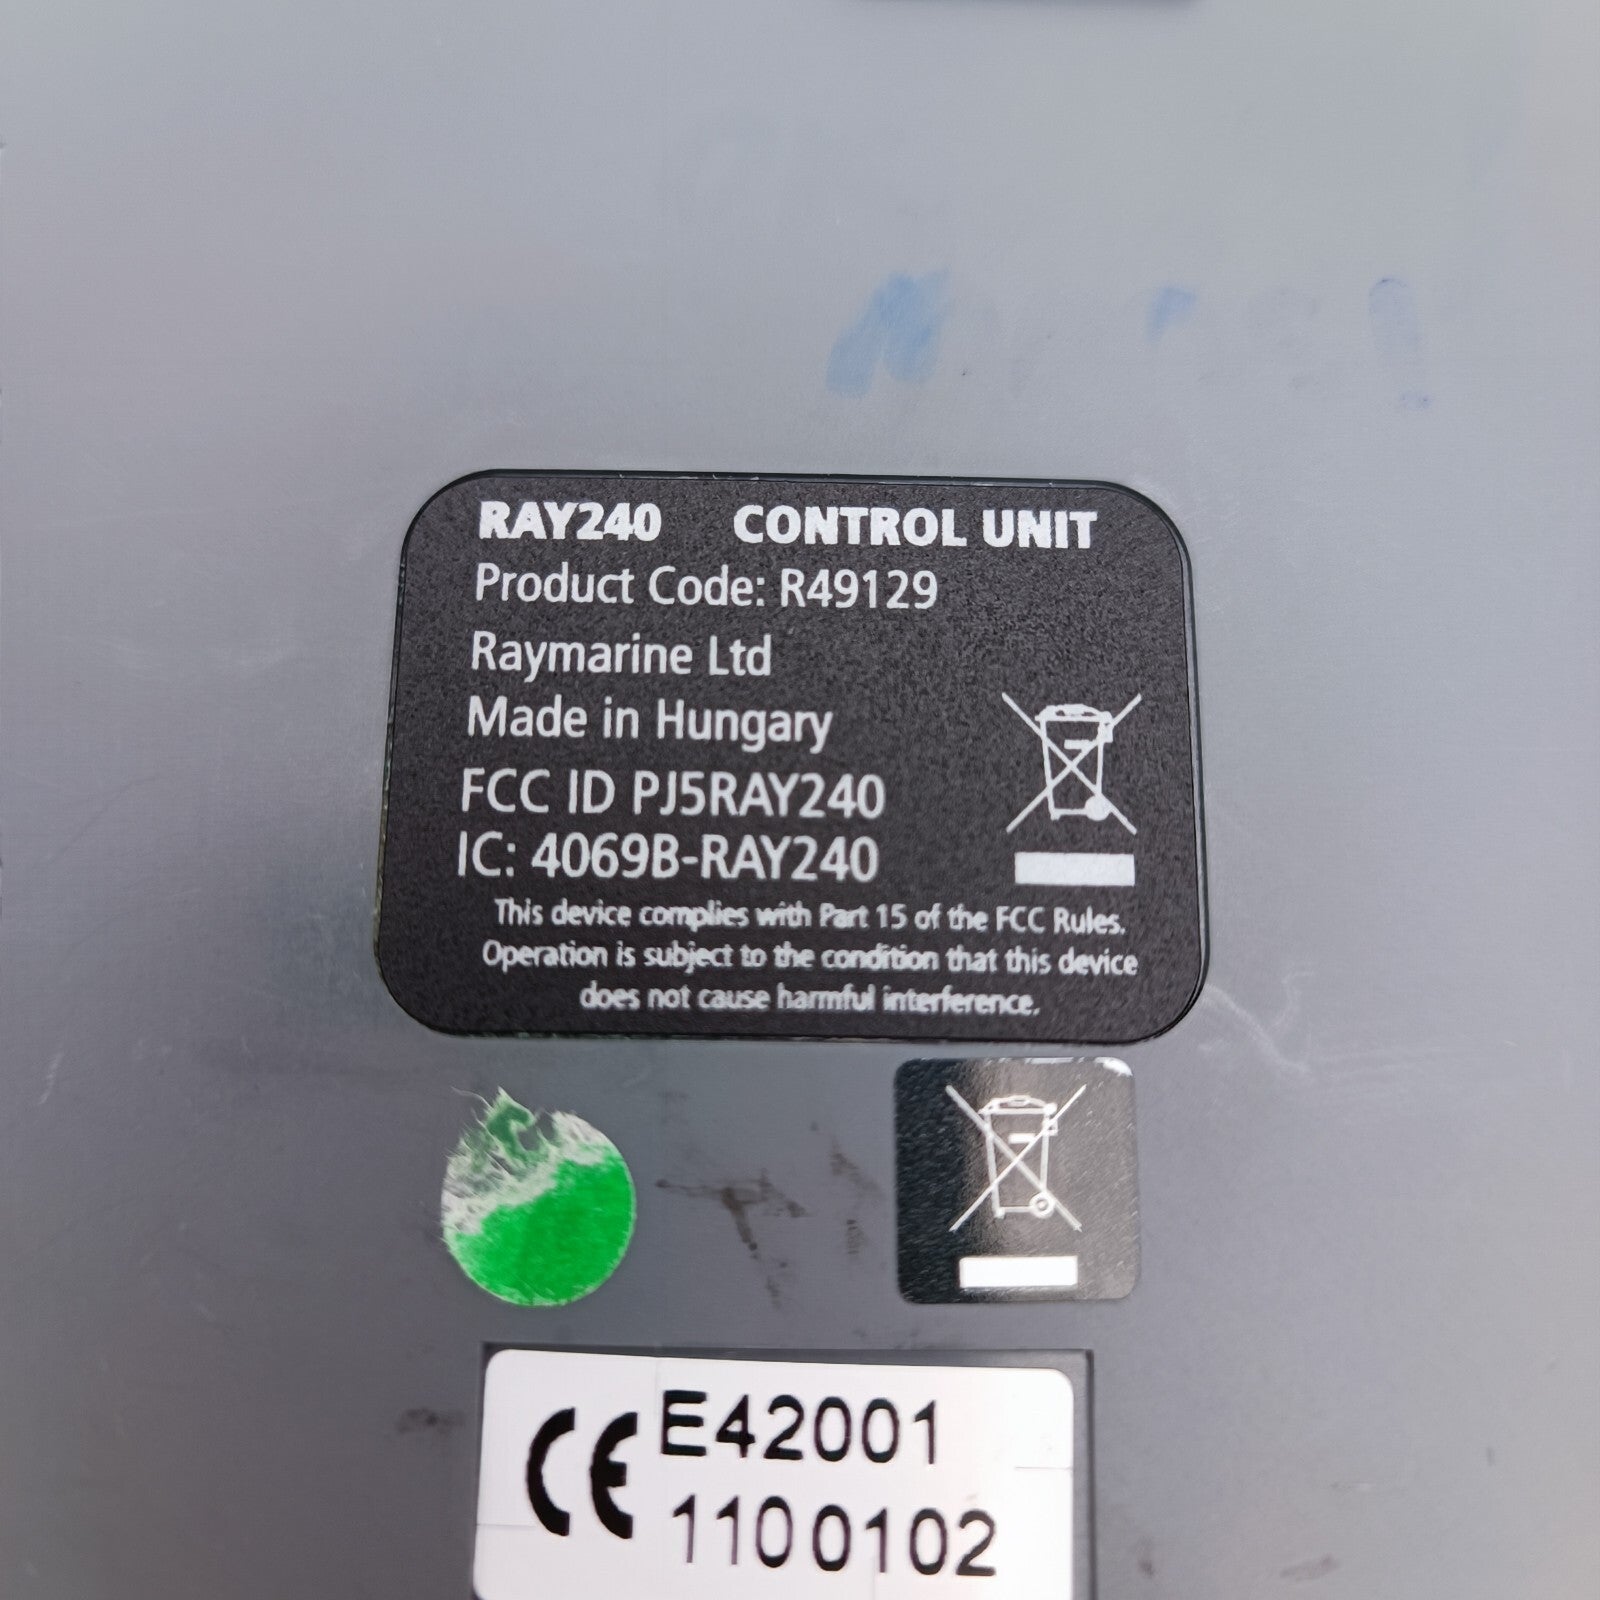 RAY240 CONTROL UNIT
Product Code: R49129
Raymarine Ltd
Made in Hungary
FCC ID PJ5RAY240
IC: 4069B-RAY240
This device complies with Part 15 of the FCC Rules.
Operation is subject to the condition that this device
does not cause harmful interference.
CE E42001
1100102